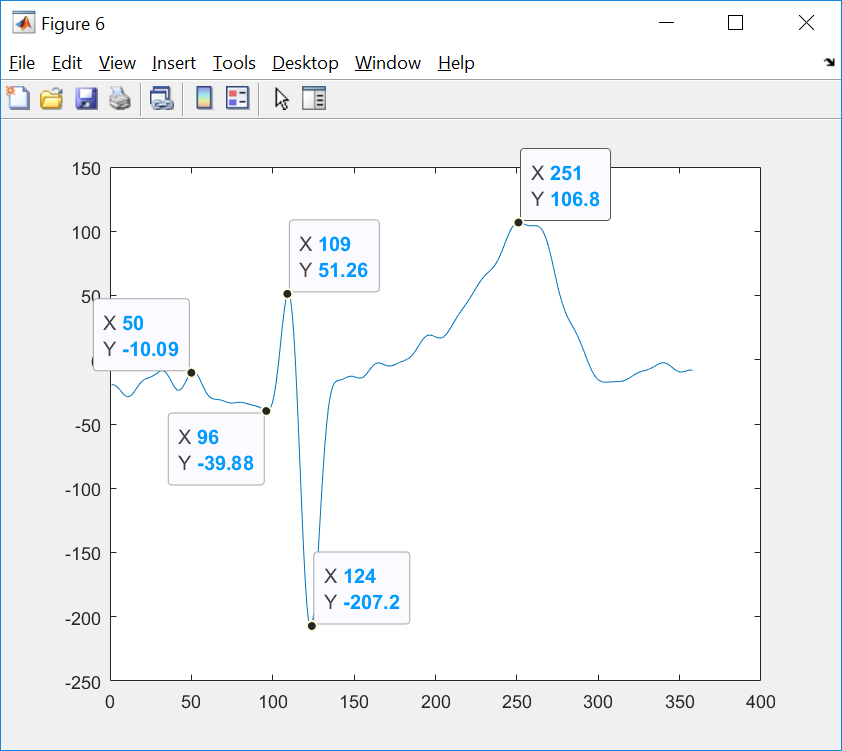 Figure 6
File Edit View Insert Tools Desktop Window Help
150
100
50
-50
-100
-150
-200
-250
0 50 100 150 200 250 300 350 400
X 50
Y -10.09
X 96
Y -39.88
X 109
Y 51.26
X 124
Y -207.2
X 251
Y 106.8